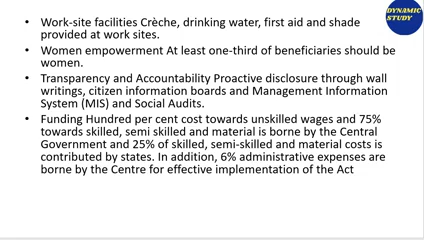 DYNAMIC
STUDY
• Work-site facilities Crèche, drinking water, first aid and shade
provided at work sites.
• Women empowerment At least one-third of beneficiaries should be
women.
• Transparency and Accountability Proactive disclosure through wall
writings, citizen information boards and Management Information
System (MIS) and Social Audits.
• Funding Hundred per cent cost towards unskilled wages and 75%
towards skilled, semi skilled and material is borne by the Central
Government and 25% of skilled, semi-skilled and material costs is
contributed by states. In addition, 6% administrative expenses are
borne by the Centre for effective implementation of the Act